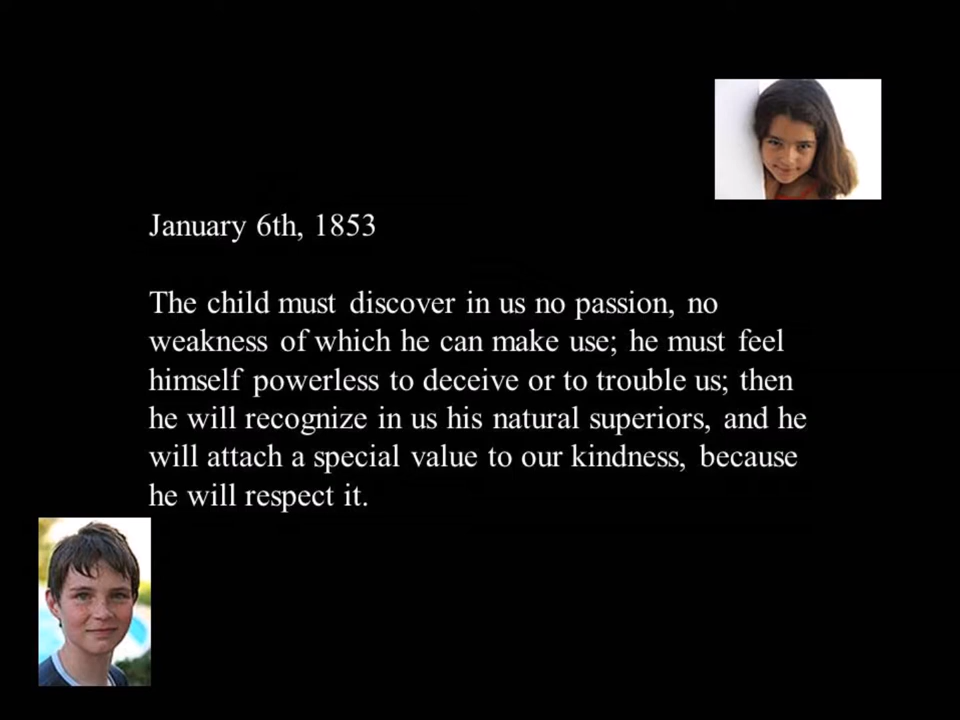 January 6th, 1853
The child must discover in us no passion, no
weakness of which he can make use; he must feel
himself powerless to deceive or to trouble us; then
he will recognize in us his natural superiors, and he
will attach a special value to our kindness, because
he will respect it.